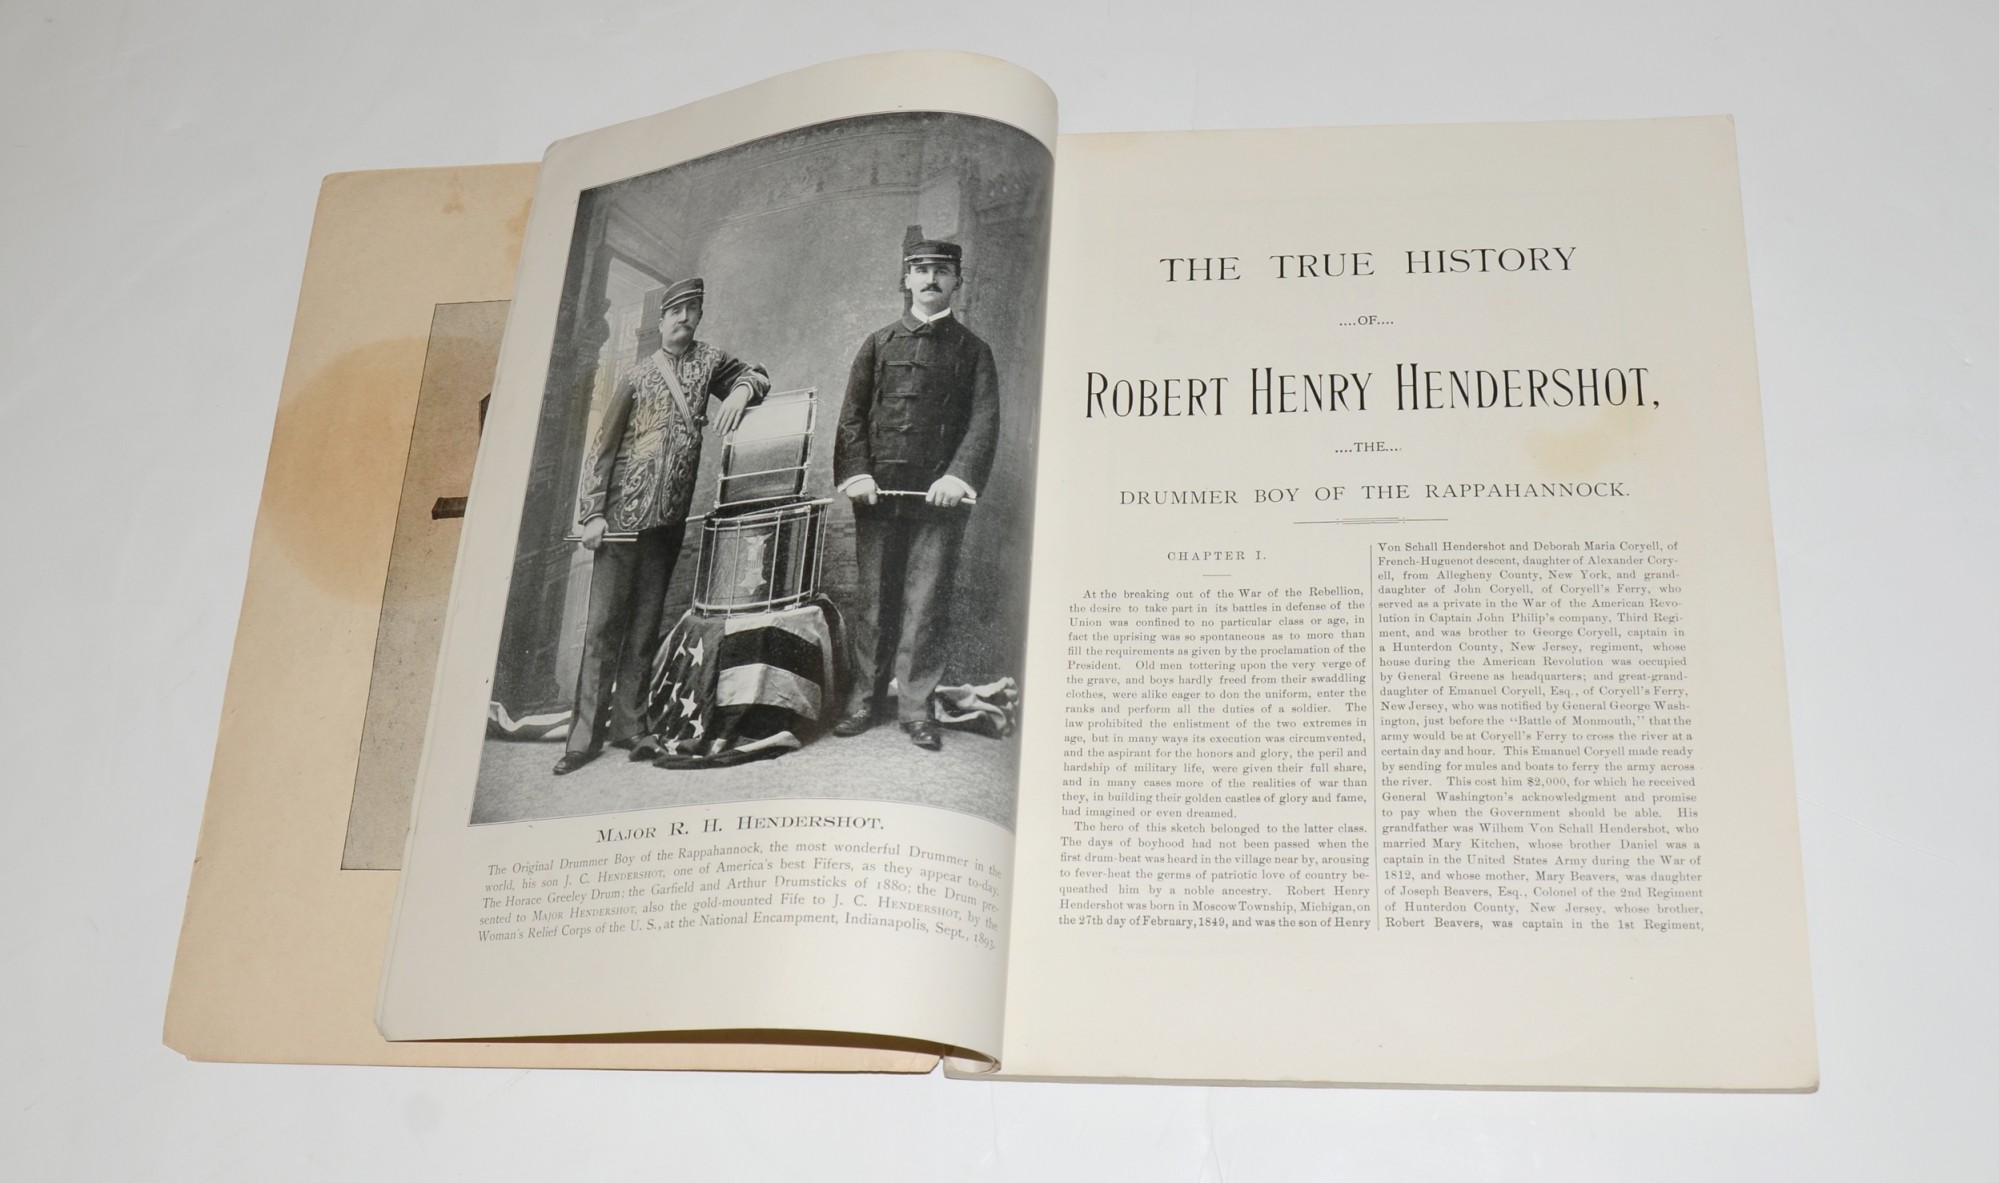 MAJOR R. H. HENDERSHOT.
The Original Drummer Boy of the Rappahannock, the most wonderful Drummer in the
world, his son J. C. HENDERSHOT, one of America's best Fifers, as they appear to-day.
The Horace Greeley Drum; the Garfield and Arthur Drumsticks of 1880; the Drum pre-
sented to MAJOR HENDERSHOT, also the gold-mounted Fife to J. C. HENDERSHOT, by the
Woman's Relief Corps of the U. S., at the National Encampment, Indianapolis, Sept., 1893.
THE TRUE HISTORY
....OF....
ROBERT HENRY HENDERSHOT,
....THE....
DRUMMER BOY OF THE RAPPAHANNOCK.
CHAPTER I.
At the breaking out of the War of the Rebellion,
the desire to take part in its battles in defense of the
Union was confined to no particular class or age, in
fact the uprising was so spontaneous as to more than
fill the requirements as given by the proclamation of the
President. Old men tottering upon the very verge of
the grave, and boys hardly freed from their swaddling
clothes, were alike eager to don the uniform, enter the
ranks and perform all the duties of a soldier. The
law prohibited the enlistment of the two extremes in
age, but in many ways its execution was circumvented,
and the aspirant for the honors and glory, the peril and
hardship of military life, were given their full share,
and in many cases more of the realities of war than
they, in building their golden castles of glory and fame,
had imagined or even dreamed.
The hero of this sketch belonged to the latter class.
The days of boyhood had not been passed when the
first drum-beat was heard in the village near by, arousing
to fever-heat the germs of patriotic love of country be-
queathed him by a noble ancestry. Robert Henry
Hendershot was born in Moscow Township, Michigan, on
the 27th day of February, 1849, and was the son of Henry
Von Schall Hendershot and Deborah Maria Coryell, of
French-Huguenot descent, daughter of Alexander Cory-
ell, from Allegheny County, New York, and grand-
daughter of John Coryell, of Coryell's Ferry, who
served as a private in the War of the American Revo-
lution in Captain John Philip's company, Third Regi-
ment, and was brother to George Coryell, captain in
a Hunterdon County, New Jersey, regiment, whose
house during the American Revolution was occupied
by General Greene as headquarters; and great-grand-
daughter of Emanuel Coryell, Esq., of Coryell's Ferry,
New Jersey, who was notified by General George Wash-
ington, just before the "Battle of Monmouth," that the
army would be at Coryell's Ferry to cross the river at a
certain day and hour. This Emanuel Coryell made ready
by sending for mules and boats to ferry the army across
the river. This cost him $2,000, for which he received
General Washington's acknowledgment and promise
to pay when the Government should be able. His
grandfather was Wilhem Von Schall Hendershot, who
married Mary Kitchen, whose brother Daniel was a
captain in the United States Army during the War of
1812, and whose mother, Mary Beavers, was daughter
of Joseph Beavers, Esq., Colonel of the 2nd Regiment
of Hunterdon County, New Jersey, whose brother,
Robert Beavers, was captain in the 1st Regiment,